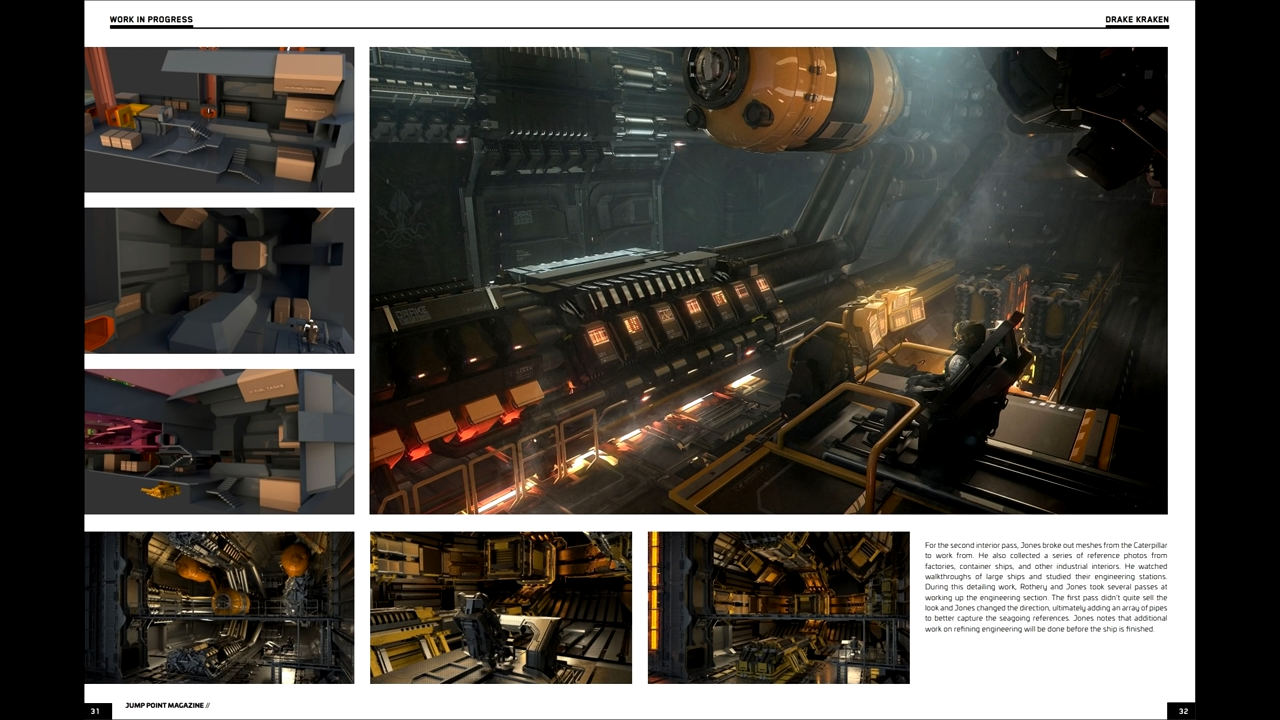 WORK IN PROGRESS
DRAKE KRAKEN
For the second interior pass, Jones broke out meshes from the Caterpillar
to work from. He also collected a series of reference photos from
factories, container ships, and other industrial interiors. He watched
walkthroughs of large ships and studied their engineering stations.
During this detailing work, Rothery and Jones took several passes at
working up the engineering section. The first pass didn't quite sell the
look and Jones changed the direction, ultimately adding an array of pipes
to better capture the seagoing references. Jones notes that additional
work on refining engineering will be done before the ship is finished.
31
JUMP POINT MAGAZINE //
32